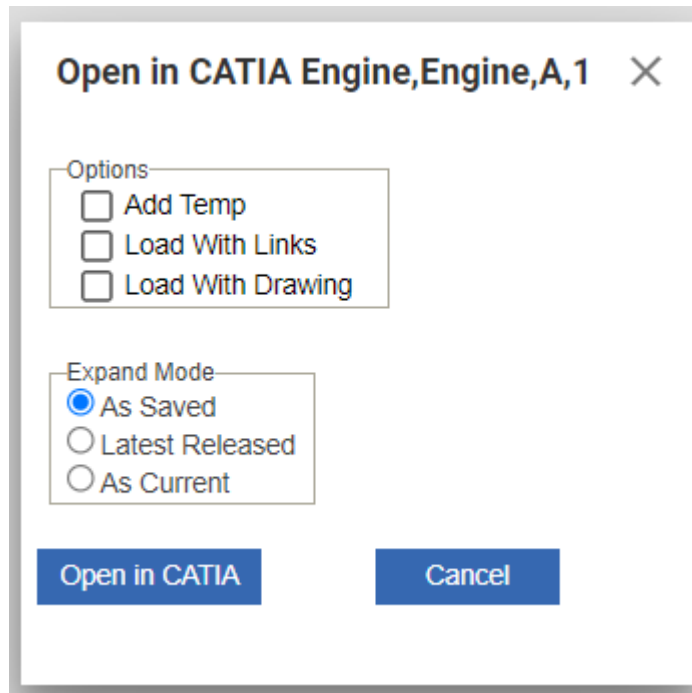 Open in CATIA Engine,Engine,A,1
Options
Add Temp
Load With Links
Load With Drawing
Expand Mode
As Saved
Latest Released
As Current
Open in CATIA
Cancel